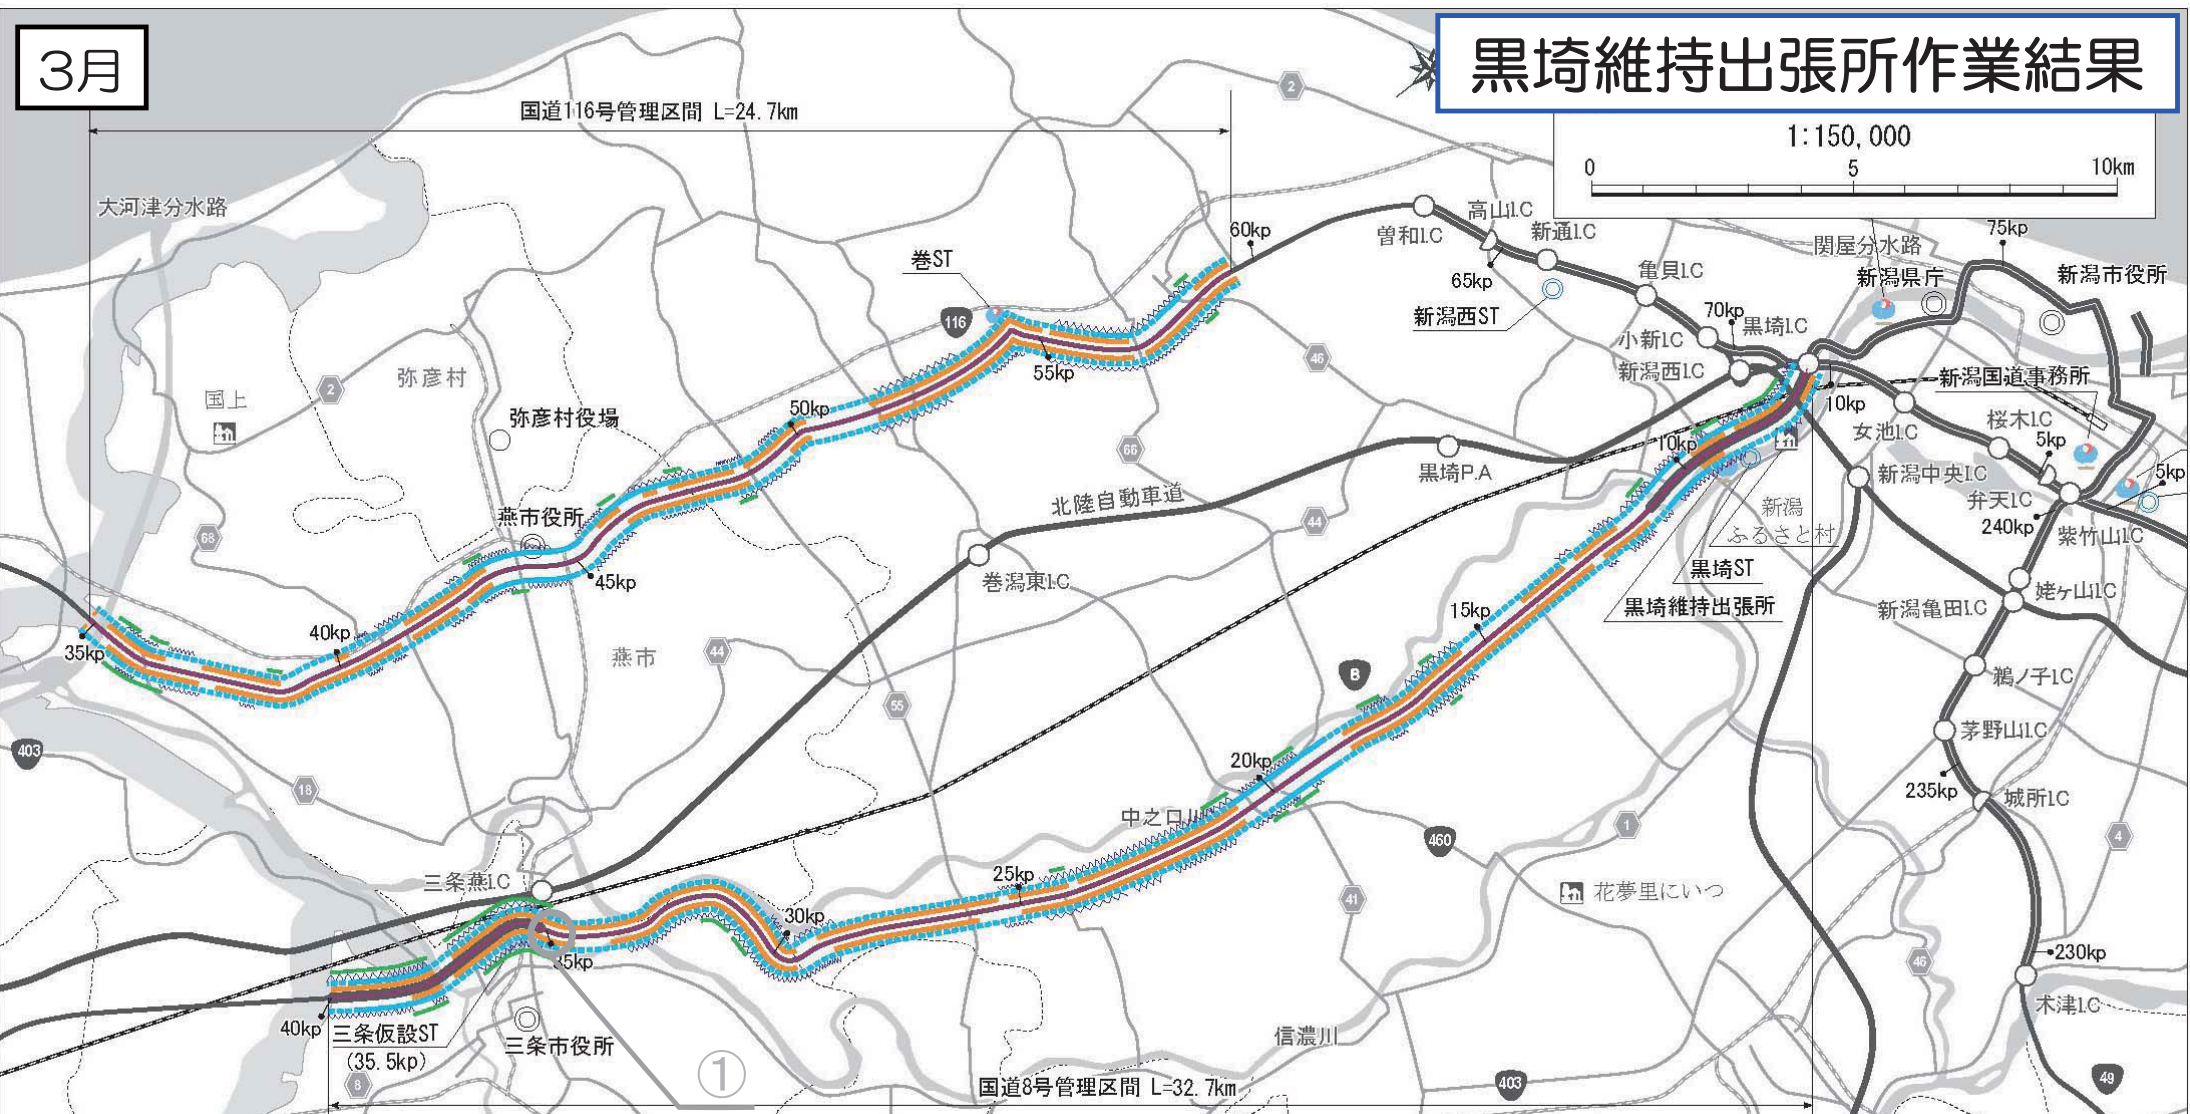 3月
黒埼維持出張所作業結果
国道116号管理区間 L=24.7km
1:150,000
0
5
10km
2
大河津分水路
巻ST
60kp
曽和I.C
高山I.C
新通I.C
65kp
新潟西ST
亀貝I.C
関屋分水路
75kp
新潟県庁
新潟市役所
70kp
黒埼I.C
小新I.C
新潟西I.C
新潟国道事務所
116
55kp
46
弥彦村
2
国上
弥彦村役場
50kp
66
10kp
女池I.C
桜木I.C
5kp
5kp
10kp
黒埼P.A
新潟中央I.C
弁天I.C
240kp
紫竹山I.C
北陸自動車道
44
新潟
ふるさと村
燕市役所
68
45kp
巻潟東I.C
黒埼ST
黒埼維持出張所
姥ヶ山I.C
新潟亀田I.C
15kp
40kp
35kp
燕市
44
鵜ノ子I.C
8
55
茅野山I.C
403
18
20kp
235kp
城所I.C
中之口川
460
1
4
三条燕I.C
25kp
41
花夢里にいつ
30kp
35kp
46
230kp
40kp
三条仮設ST
(35.5kp)
三条市役所
信濃川
木津I.C
8
①
国道8号管理区間 L=32.7km
403
49